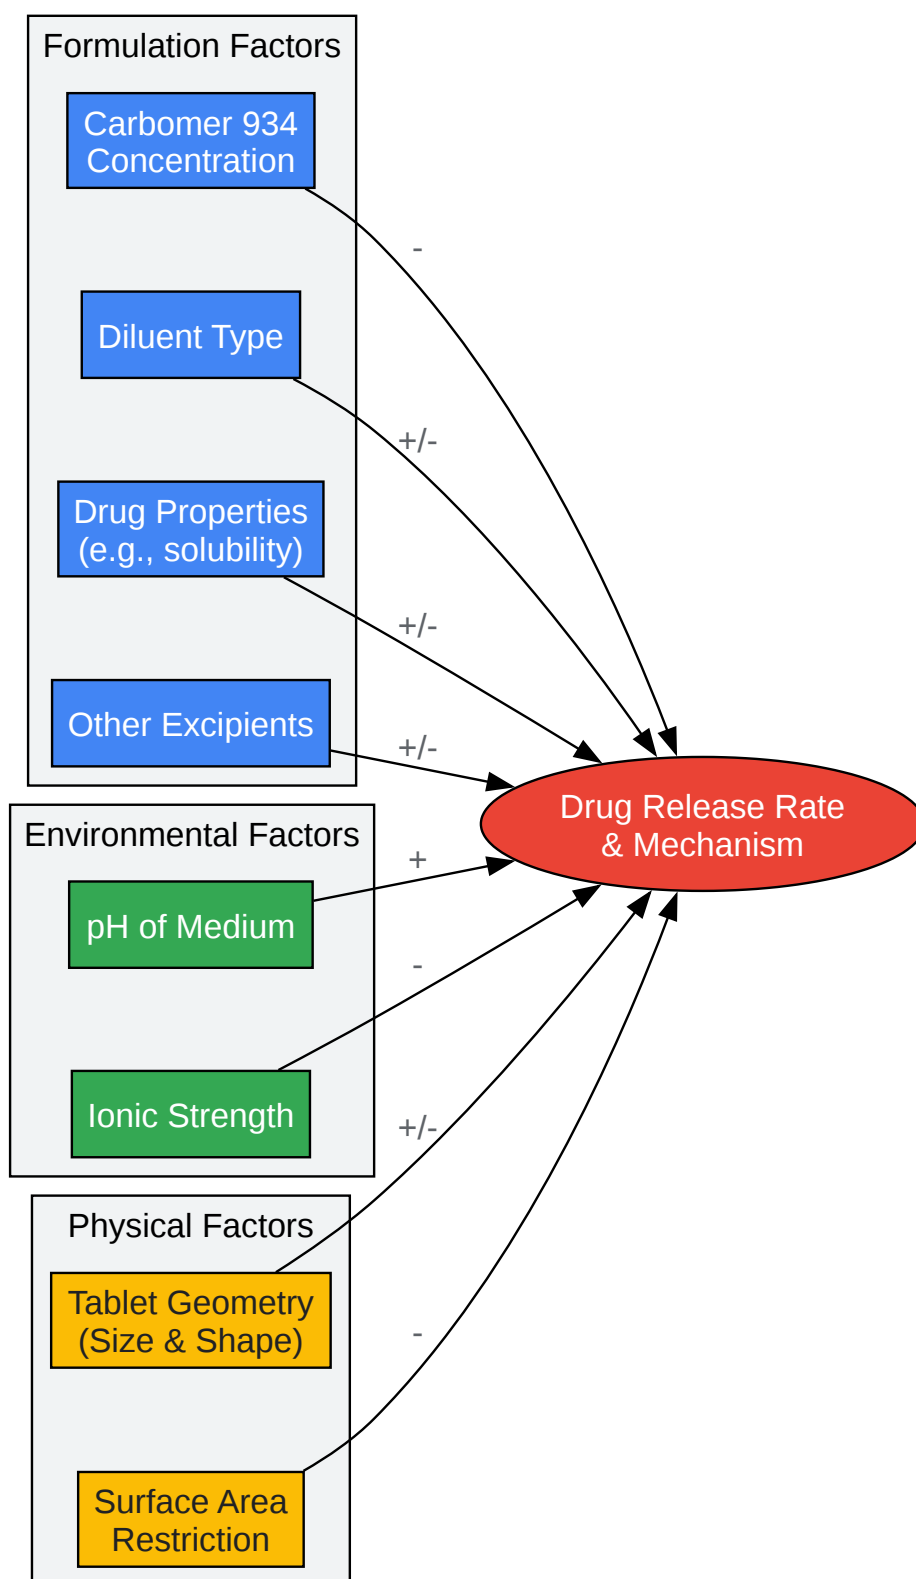 Formulation Factors
Carbomer 934
Concentration
-
Diluent Type
+/-
Drug Properties
(e.g., solubility)
+/-
Other Excipients
+/-
Drug Release Rate
& Mechanism
Environmental Factors
+
pH of Medium
-
Ionic Strength
+/-
Physical Factors
Tablet Geometry
(Size & Shape)
-
Surface Area
Restriction